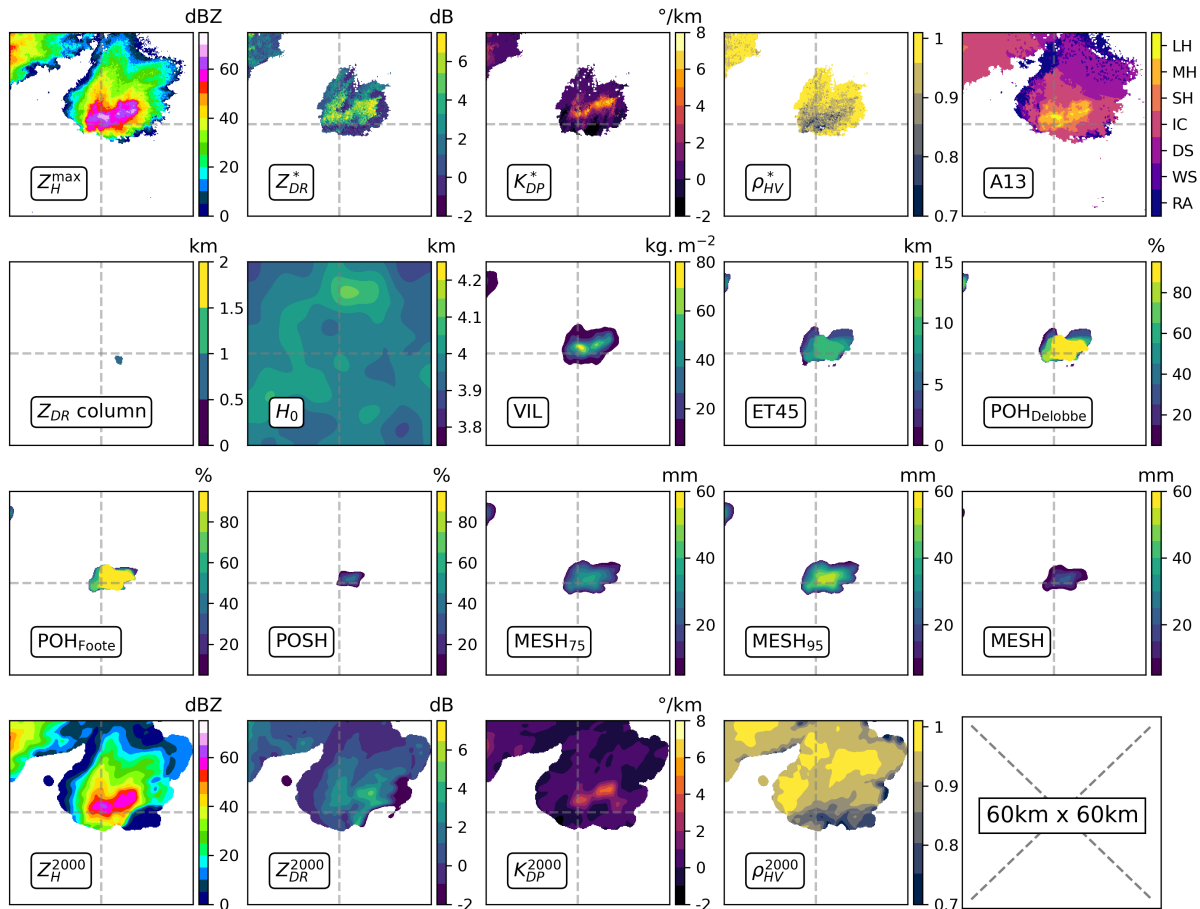 dBZ
60
40
20
0
Z_H^max
dB
6
4
2
0
-2
Z_DR^*
°/km
8
6
4
2
0
-2
K_DP^*
1
0.9
0.8
0.7
ρ_HV^*
LH
MH
SH
IC
DS
WS
RA
A13
km
2
1.5
1
0.5
0
Z_DR column
km
4.2
4.1
4
3.9
3.8
H_0
kg. m^−2
80
60
40
20
VIL
km
15
10
5
0
ET45
%
80
60
40
20
POH_Delobbe
%
80
60
40
20
POH_Foote
%
80
60
40
20
POSH
mm
60
40
20
MESH_75
mm
60
40
20
MESH_95
mm
60
40
20
MESH
dBZ
60
40
20
0
Z_H^2000
dB
6
4
2
0
-2
Z_DR^2000
°/km
8
6
4
2
0
-2
K_DP^2000
1
0.9
0.8
0.7
ρ_HV^2000
60km x 60km